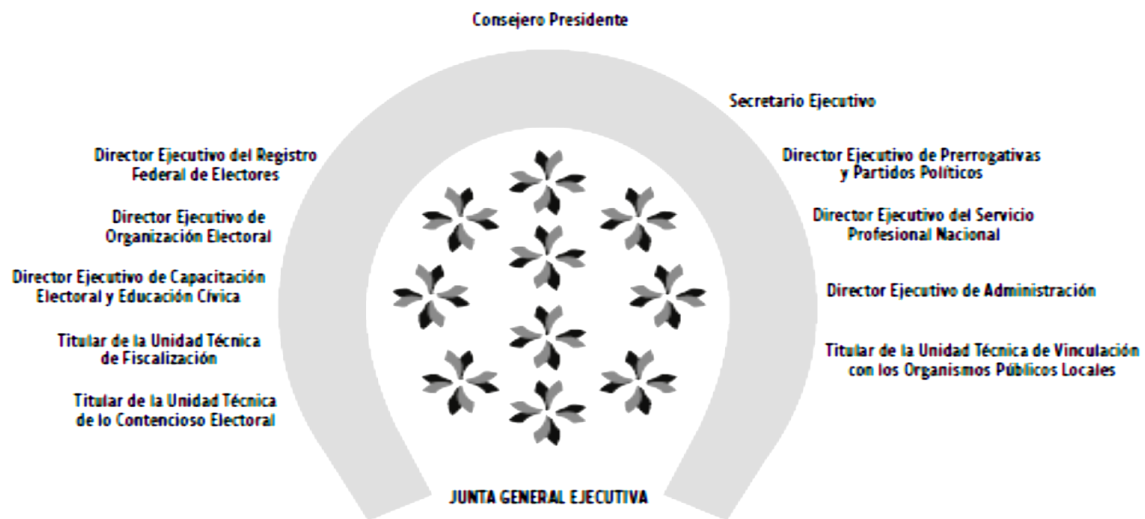 Consejero Presidente
Secretario Ejecutivo
Director Ejecutivo del Registro
Federal de Electores
Director Ejecutivo de
Organización Electoral
Director Ejecutivo de Capacitación
Electoral y Educación Cívica
Titular de la Unidad Técnica
de Fiscalización
Titular de la Unidad Técnica
de lo Contencioso Electoral
Director Ejecutivo de Prerrogativas
y Partidos Políticos
Director Ejecutivo del Servicio
Profesional Nacional
Director Ejecutivo de Administración
Titular de la Unidad Técnica de Vinculación
con los Organismos Públicos Locales
JUNTA GENERAL EJECUTIVA